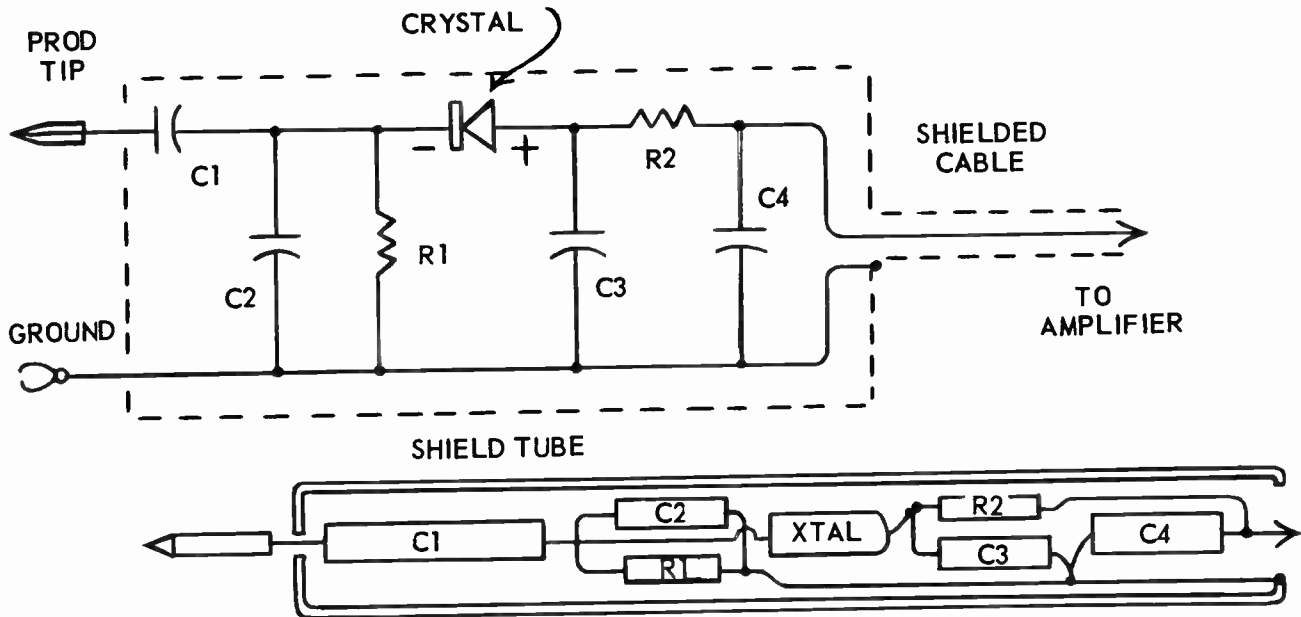 CRYSTAL
PROD
TIP
C1
SHIELDED
CABLE
R2
C4
-
+
R1
C2
C3
GROUND
TO
AMPLIFIER
SHIELD TUBE
C1
C2
R1
XTAL
R2
C3
C4